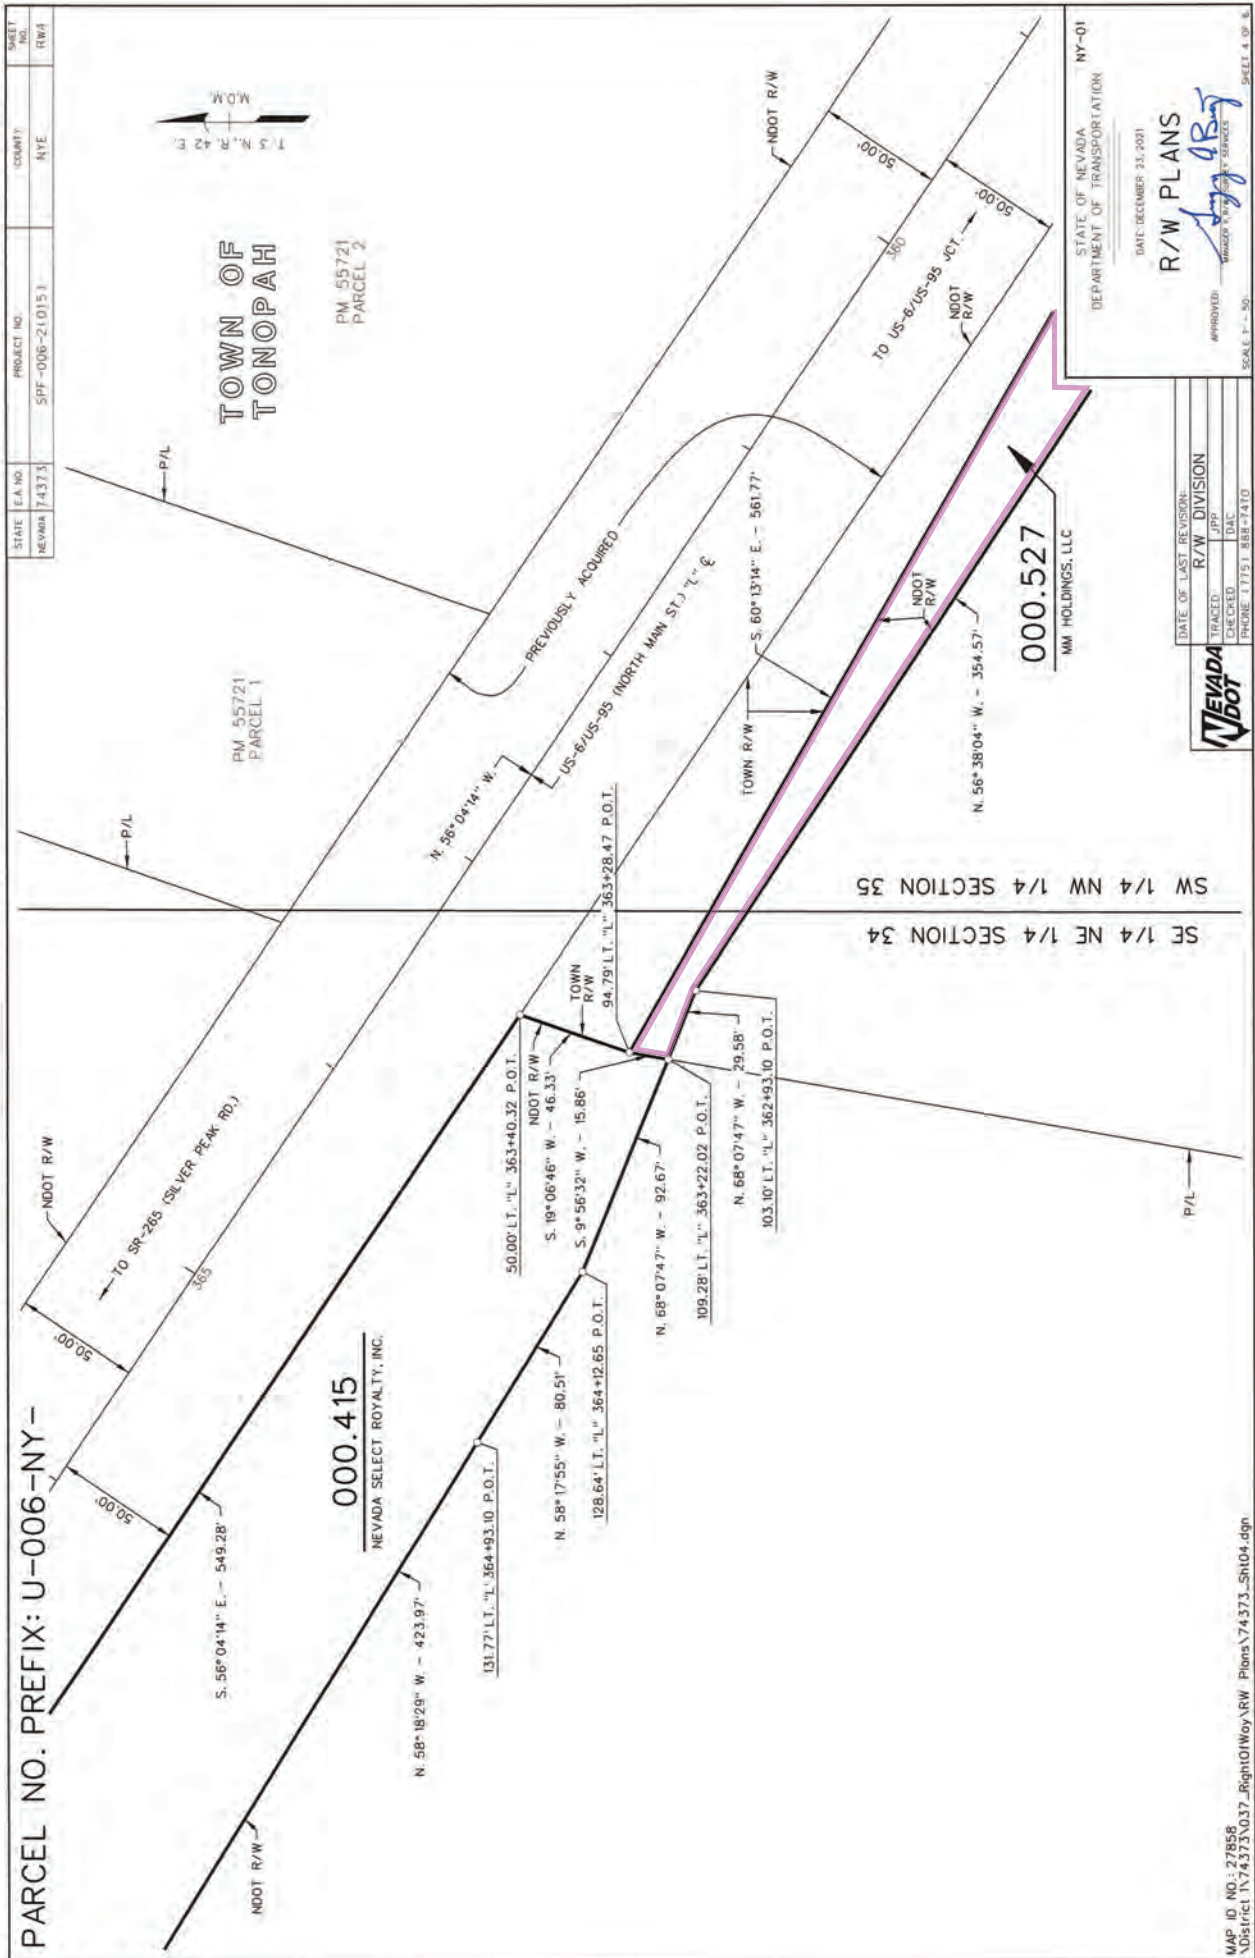 PARCEL NO. PREFIX: U-006-NY-
STATE
E.A. NO.
PROJECT NO.
COUNTY
SHEET NO.
NEVADA
74373
SPF-006-2(015)
NYE
RW4
T. 3 N., R. 42 E.
M.D.M.
TOWN OF
TONOPAH
PM 55721
PARCEL 2
PM 55721
PARCEL 1
P/L
P/L
NDOT R/W
NDOT R/W
50.00'
50.00'
50.00'
50.00'
TO SR-265 (SILVER PEAK RD.)
365
360
N. 56°04'14" W.
US-6/US-95 (NORTH MAIN ST.) "L" ℄
PREVIOUSLY ACQUIRED
TO US-6/US-95 JCT.
NDOT
R/W
S. 56°04'14" E. - 549.28'
000.415
NEVADA SELECT ROYALTY, INC.
NDOT R/W
N. 58°18'29" W. - 423.97'
131.77' LT. "L" 364+93.10 P.O.T.
N. 58°17'55" W. - 80.51'
128.64' LT. "L" 364+12.65 P.O.T.
50.00' LT. "L" 363+40.32 P.O.T.
NDOT R/W
S. 19°06'46" W. - 46.33'
S. 9°56'32" W. - 15.86'
TOWN
R/W
94.79' LT. "L" 363+28.47 P.O.T.
N. 68°07'47" W. - 92.67'
109.28' LT. "L" 363+22.02 P.O.T.
N. 68°07'47" W. - 29.58'
103.10' LT. "L" 362+93.10 P.O.T.
TOWN R/W
S. 60°13'14" E. - 561.77'
NDOT
R/W
N. 56°38'04" W. - 354.57'
000.527
MM HOLDINGS, LLC
SW 1/4 NW 1/4 SECTION 35
SE 1/4 NE 1/4 SECTION 34
P/L
NEVADA
DOT
DATE OF LAST REVISION:
R/W DIVISION
TRACED: JPP
CHECKED: DAC
PHONE: (775) 888-7470
STATE OF NEVADA
NY-01
DEPARTMENT OF TRANSPORTATION
DATE: DECEMBER 23, 2021
R/W PLANS
APPROVED:
MANAGER I, R/W SURVEY SERVICES
SCALE 1" = 50'
SHEET 4 OF 6
MAP ID NO.: 27858
\District 1\74373\037_RightOfWay\RW Plans\74373_Sht04.dgn